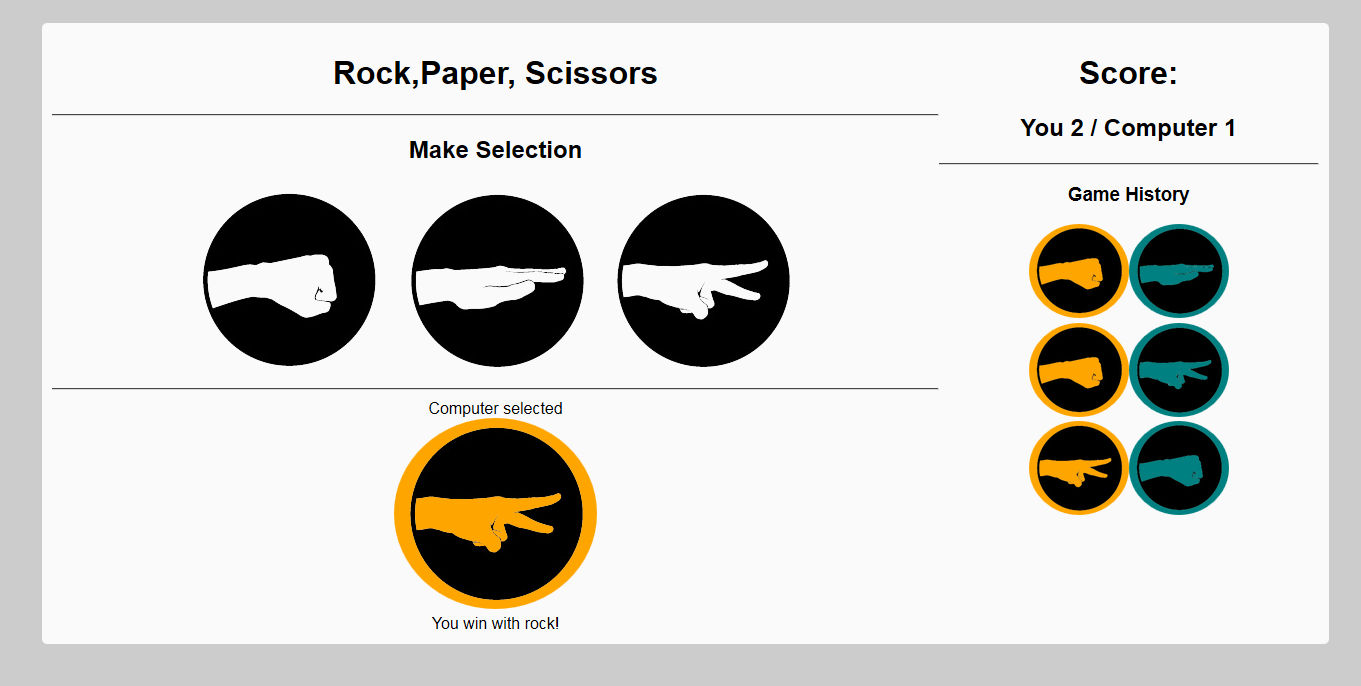 Rock,Paper, Scissors
Make Selection
Computer selected
You win with rock!
Score:
You 2 / Computer 1
Game History